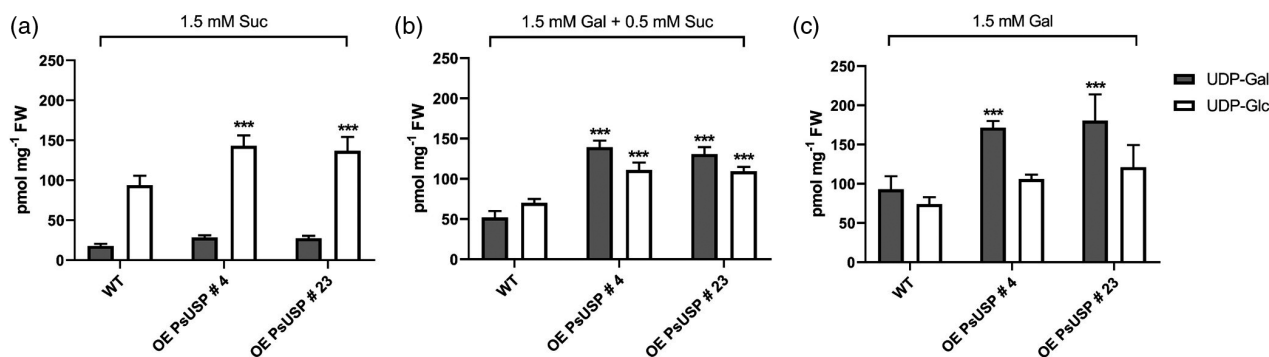 (a)
1.5 mM Suc
pmol mg⁻¹ FW
250
200
150
100
50
0
***
***
WT
OE PsUSP # 4
OE PsUSP # 23
(b)
1.5 mM Gal + 0.5 mM Suc
pmol mg⁻¹ FW
250
200
150
100
50
0
***
***
***
***
WT
OE PsUSP # 4
OE PsUSP # 23
(c)
1.5 mM Gal
pmol mg⁻¹ FW
250
200
150
100
50
0
***
***
WT
OE PsUSP # 4
OE PsUSP # 23
UDP-Gal
UDP-Glc